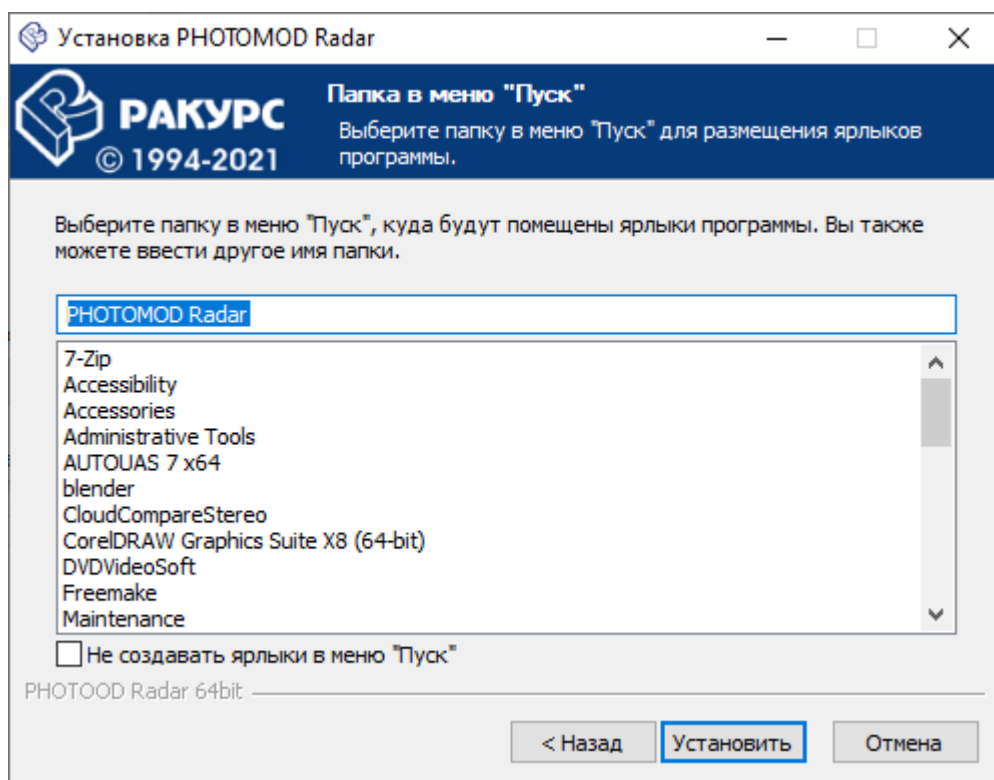 Установка PHOTOMOD Radar
РАКУРС
© 1994-2021
Папка в меню "Пуск"
Выберите папку в меню "Пуск" для размещения ярлыков
программы.
Выберите папку в меню "Пуск", куда будут помещены ярлыки программы. Вы также
можете ввести другое имя папки.
PHOTOMOD Radar
7-Zip
Accessibility
Accessories
Administrative Tools
AUTOUAS 7 x64
blender
CloudCompareStereo
CorelDRAW Graphics Suite X8 (64-bit)
DVDVideoSoft
Freemake
Maintenance
Не создавать ярлыки в меню "Пуск"
PHOTOOD Radar 64bit
< Назад
Установить
Отмена